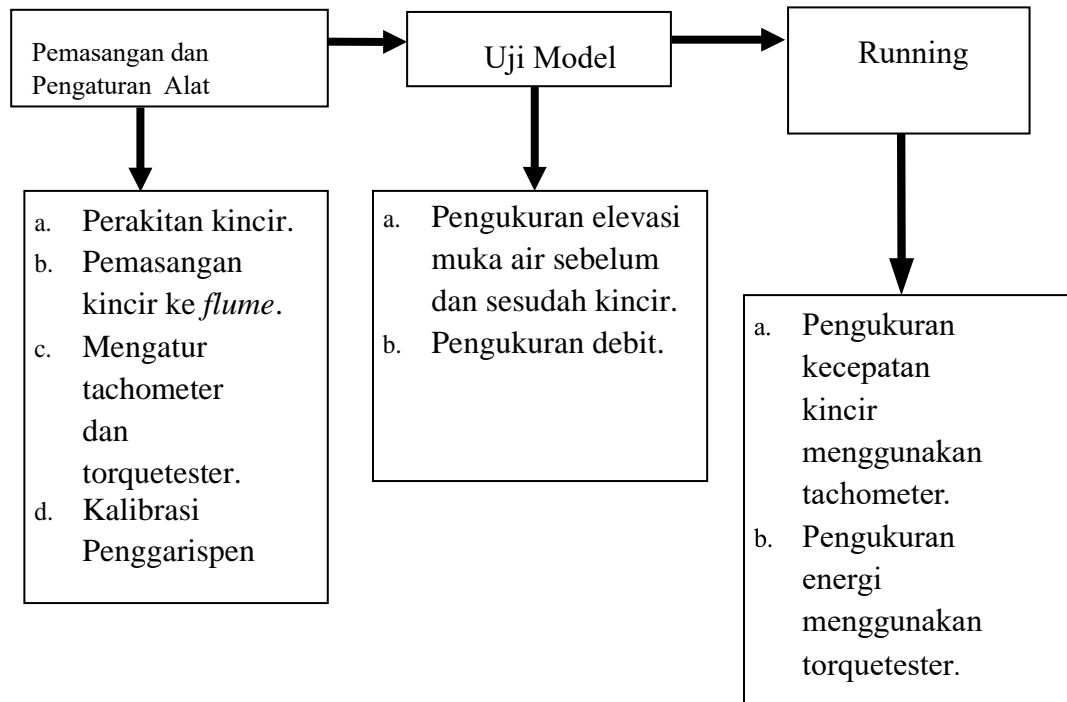 Pemasangan dan
Pengaturan Alat
Uji Model
Running
a. Perakitan kincir.
b. Pemasangan
kincir ke flume.
c. Mengatur
tachometer
dan
torquetester.
d. Kalibrasi
Penggarispen
a. Pengukuran elevasi
muka air sebelum
dan sesudah kincir.
b. Pengukuran debit.
a. Pengukuran
kecepatan
kincir
menggunakan
tachometer.
b. Pengukuran
energi
menggunakan
torquetester.